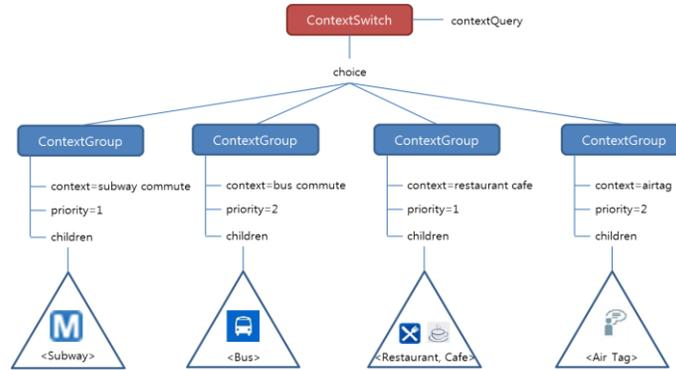 ContextSwitch
contextQuery
choice
ContextGroup
context=subway commute
priority=1
children
M
<Subway>
ContextGroup
context=bus commute
priority=2
children
<Bus>
ContextGroup
context=restaurant cafe
priority=1
children
<Restaurant, Cafe>
ContextGroup
context=airtag
priority=2
children
<Air Tag>